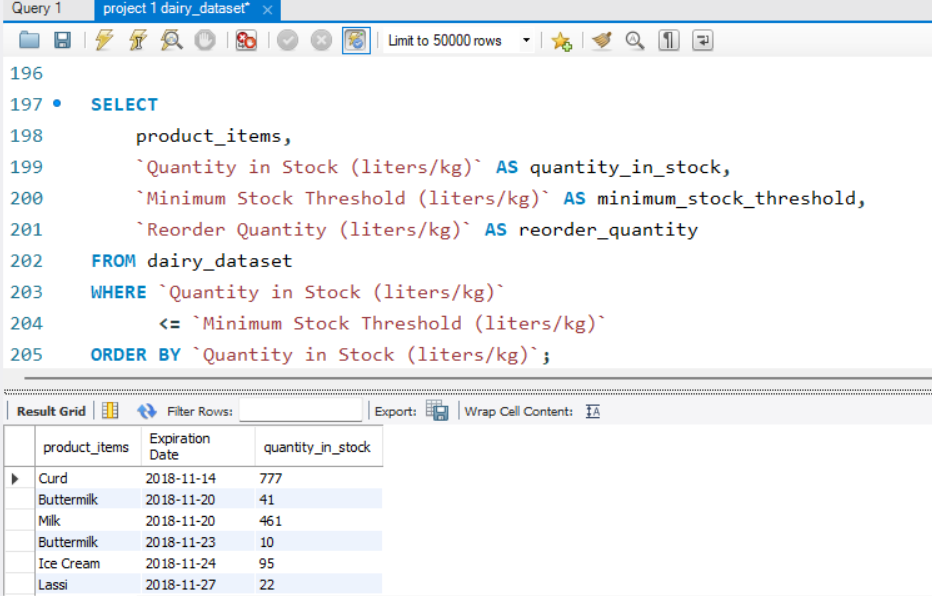 Query 1 project 1 dairy_dataset* ×
Limit to 50000 rows
196
197 SELECT
198 product_items,
199 `Quantity in Stock (liters/kg)` AS quantity_in_stock,
200 `Minimum Stock Threshold (liters/kg)` AS minimum_stock_threshold,
201 `Reorder Quantity (liters/kg)` AS reorder_quantity
202 FROM dairy_dataset
203 WHERE `Quantity in Stock (liters/kg)`
204 <= `Minimum Stock Threshold (liters/kg)`
205 ORDER BY `Quantity in Stock (liters/kg)`;
Result Grid Filter Rows: Export: Wrap Cell Content: IA
product_items Expiration Date quantity_in_stock
Curd 2018-11-14 777
Buttermilk 2018-11-20 41
Milk 2018-11-20 461
Buttermilk 2018-11-23 10
Ice Cream 2018-11-24 95
Lassi 2018-11-27 22